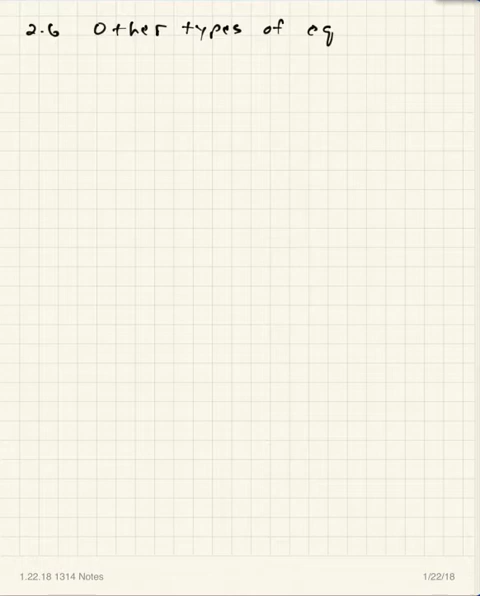 2.6 Other types of eq
1.22.18 1314 Notes
1/22/18